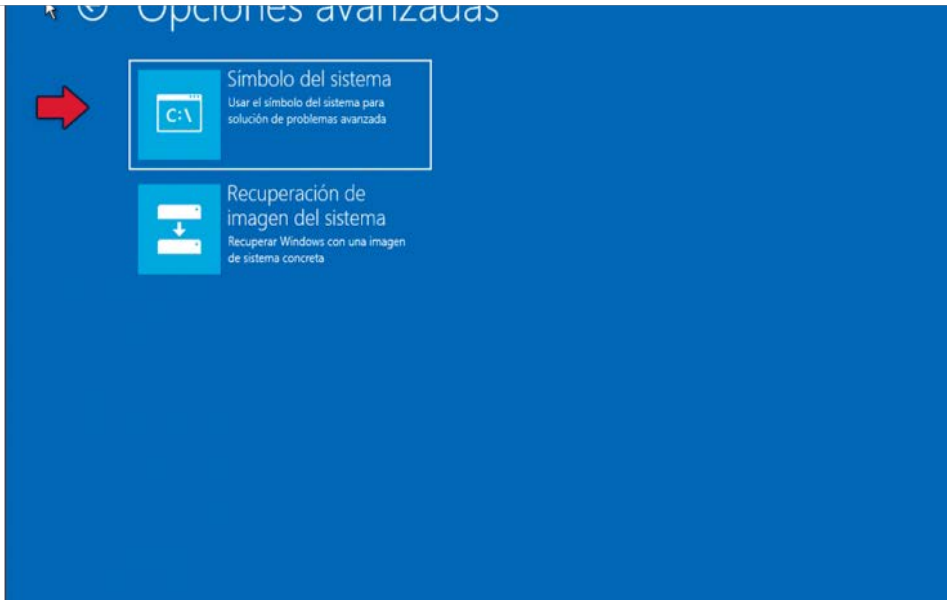 Opciones avanzadas
Símbolo del sistema
Usar el símbolo del sistema para
solución de problemas avanzada
C:\
Recuperación de
imagen del sistema
Recuperar Windows con una imagen
de sistema concreta